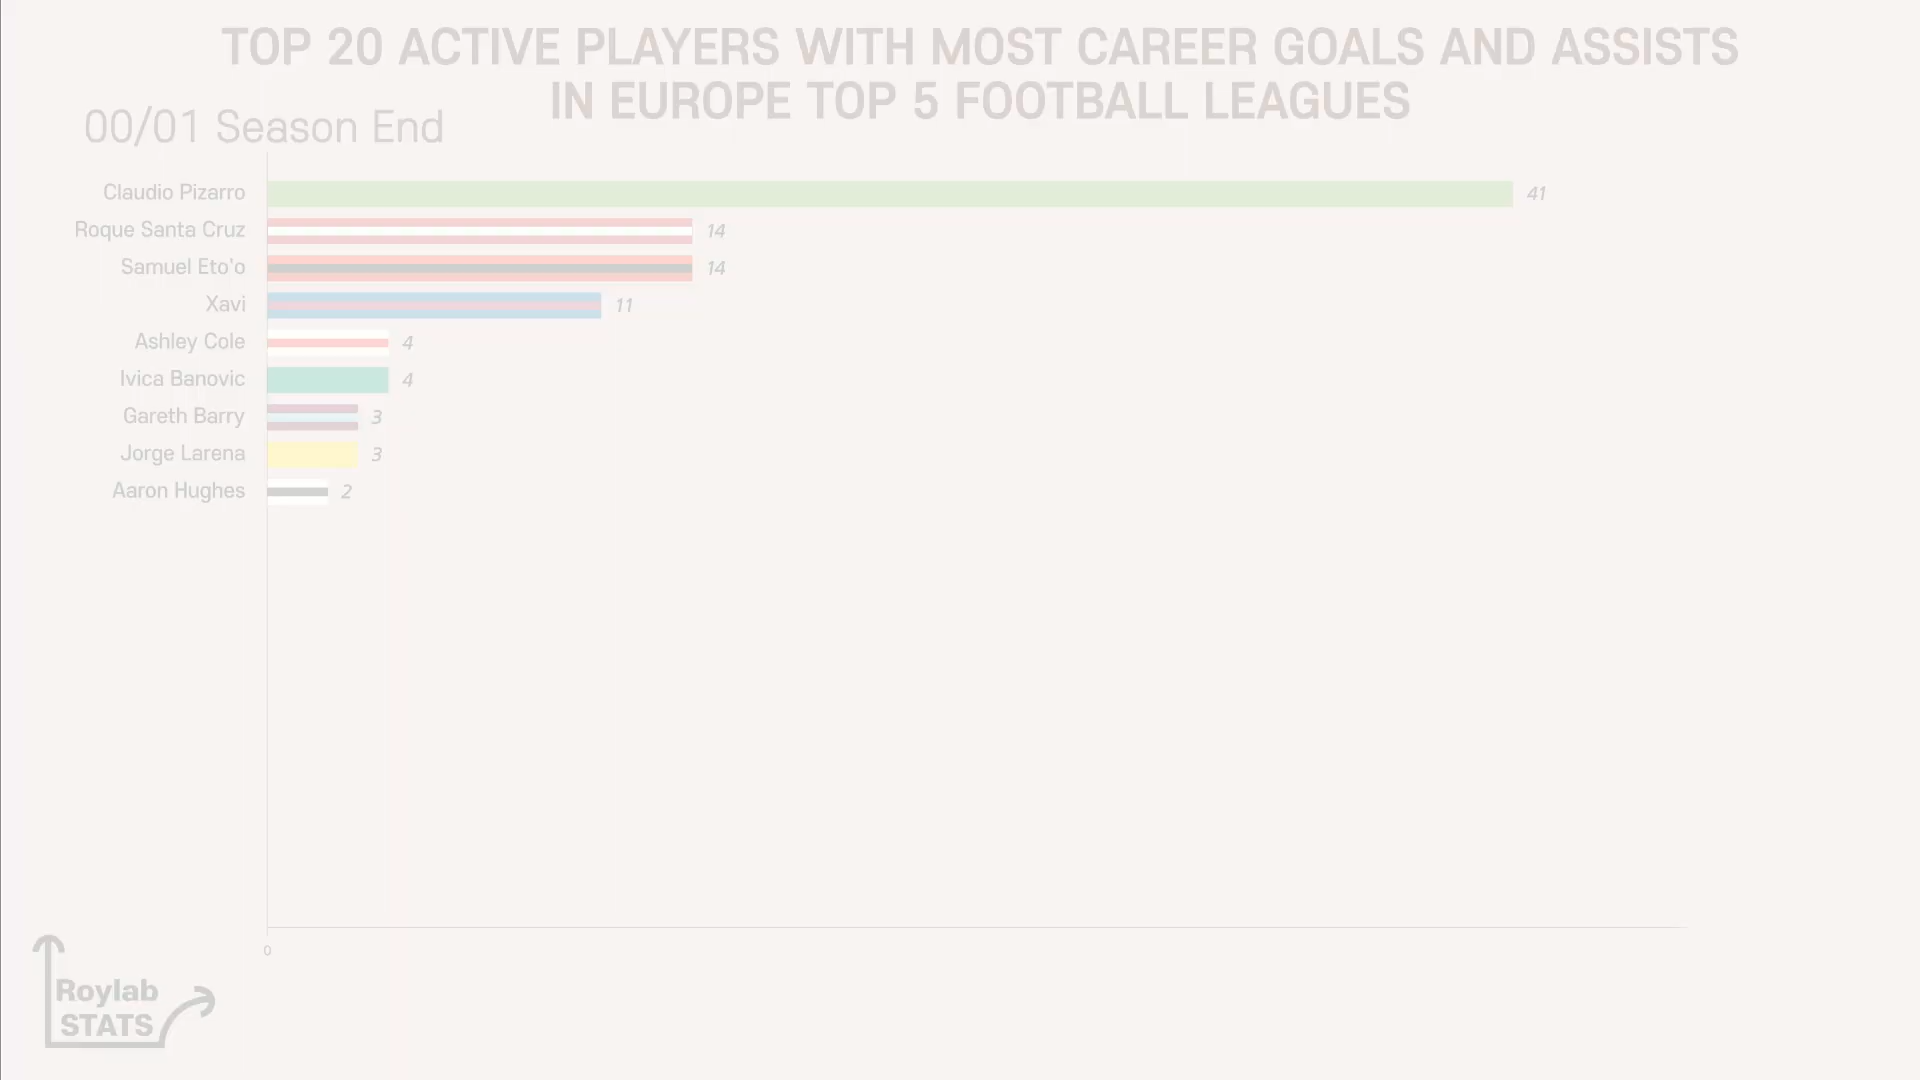 TOP 20 ACTIVE PLAYERS WITH MOST CAREER GOALS AND ASSISTS
IN EUROPE TOP 5 FOOTBALL LEAGUES
00/01 Season End
Claudio Pizarro 41
Roque Santa Cruz 14
Samuel Eto'o 14
Xavi 11
Ashley Cole 4
Ivica Banovic 4
Gareth Barry 3
Jorge Larena 3
Aaron Hughes 2
0
Roylab
STATS